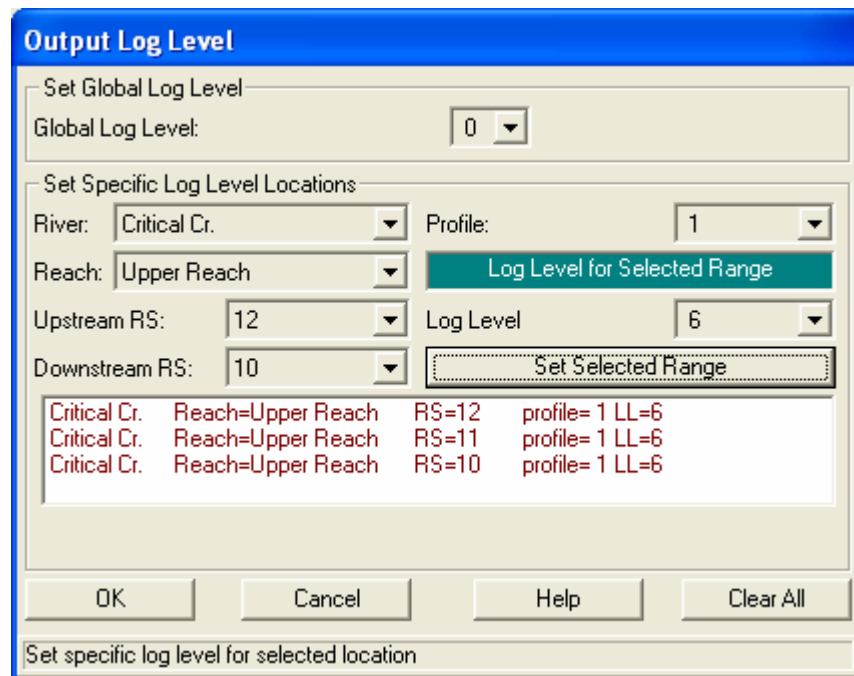 Output Log Level
Set Global Log Level
Global Log Level: 0
Set Specific Log Level Locations
River: Critical Cr. Profile: 1
Reach: Upper Reach Log Level for Selected Range
Upstream RS: 12 Log Level 6
Downstream RS: 10 Set Selected Range
Critical Cr. Reach=Upper Reach RS=12 profile= 1 LL=6
Critical Cr. Reach=Upper Reach RS=11 profile= 1 LL=6
Critical Cr. Reach=Upper Reach RS=10 profile= 1 LL=6
OK Cancel Help Clear All
Set specific log level for selected location